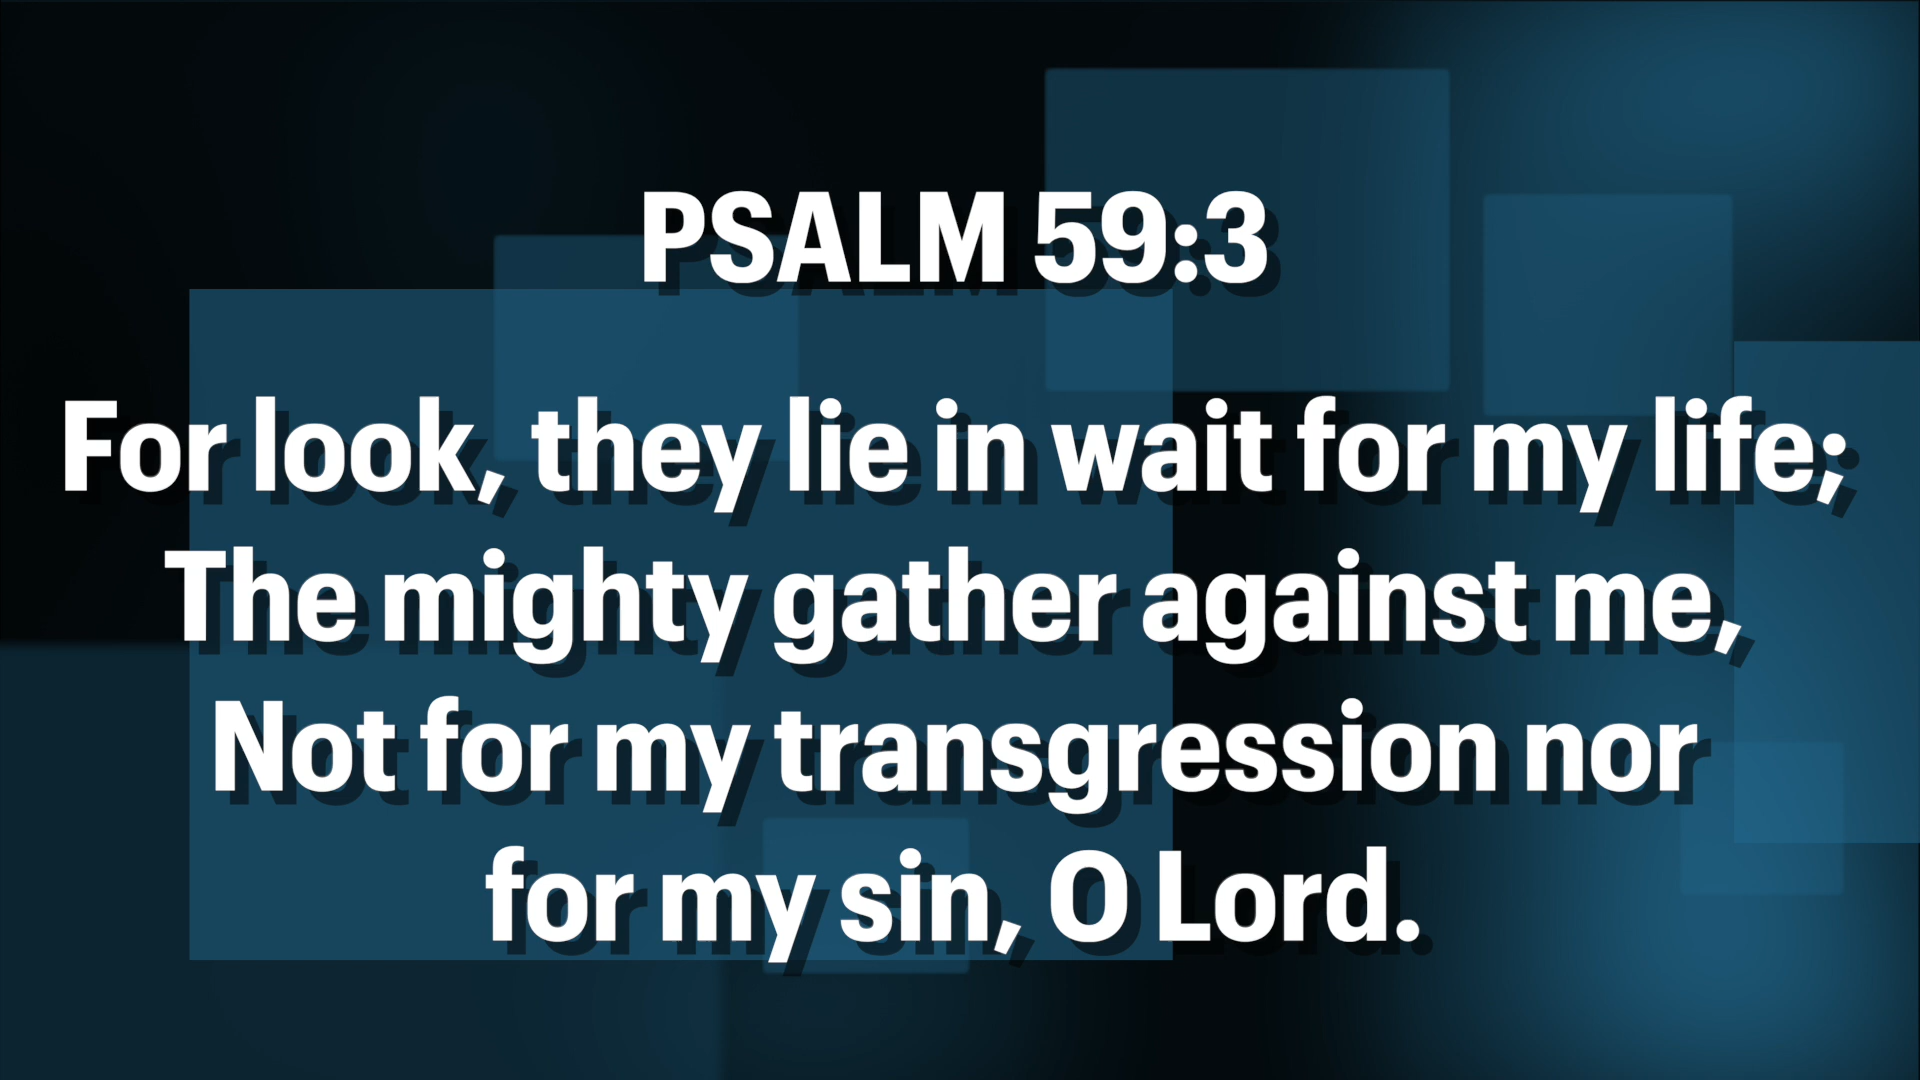 PSALM 59:3
For look, they lie in wait for my life;
The mighty gather against me,
Not for my transgression nor
for my sin, O Lord.